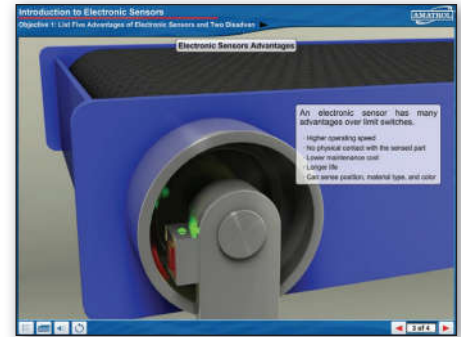 Introduction to Electronic Sensors
AMATROL
Objective 1: List Five Advantages of Electronic Sensors and Two Disadvan
Electronic Sensors Advantages
An electronic sensor has many
advantages over limit switches.
- Higher operating speed
- No physical contact with the sensed part
- Lower maintenance cost
- Longer life
- Can sense position, material type, and color
3 of 4